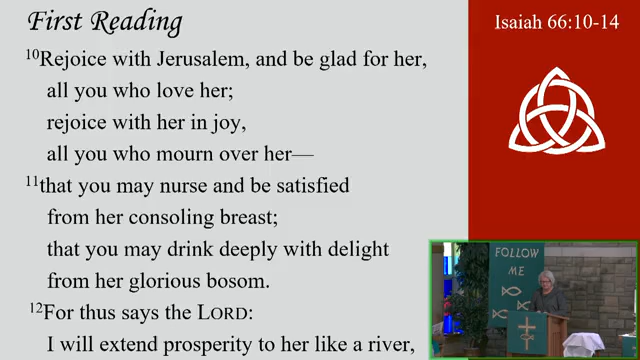 First Reading
Isaiah 66:10-14
10Rejoice with Jerusalem, and be glad for her,
all you who love her;
rejoice with her in joy,
all you who mourn over her—
11that you may nurse and be satisfied
from her consoling breast;
that you may drink deeply with delight
from her glorious bosom.
12For thus says the LORD:
I will extend prosperity to her like a river,
FOLLOW
ME